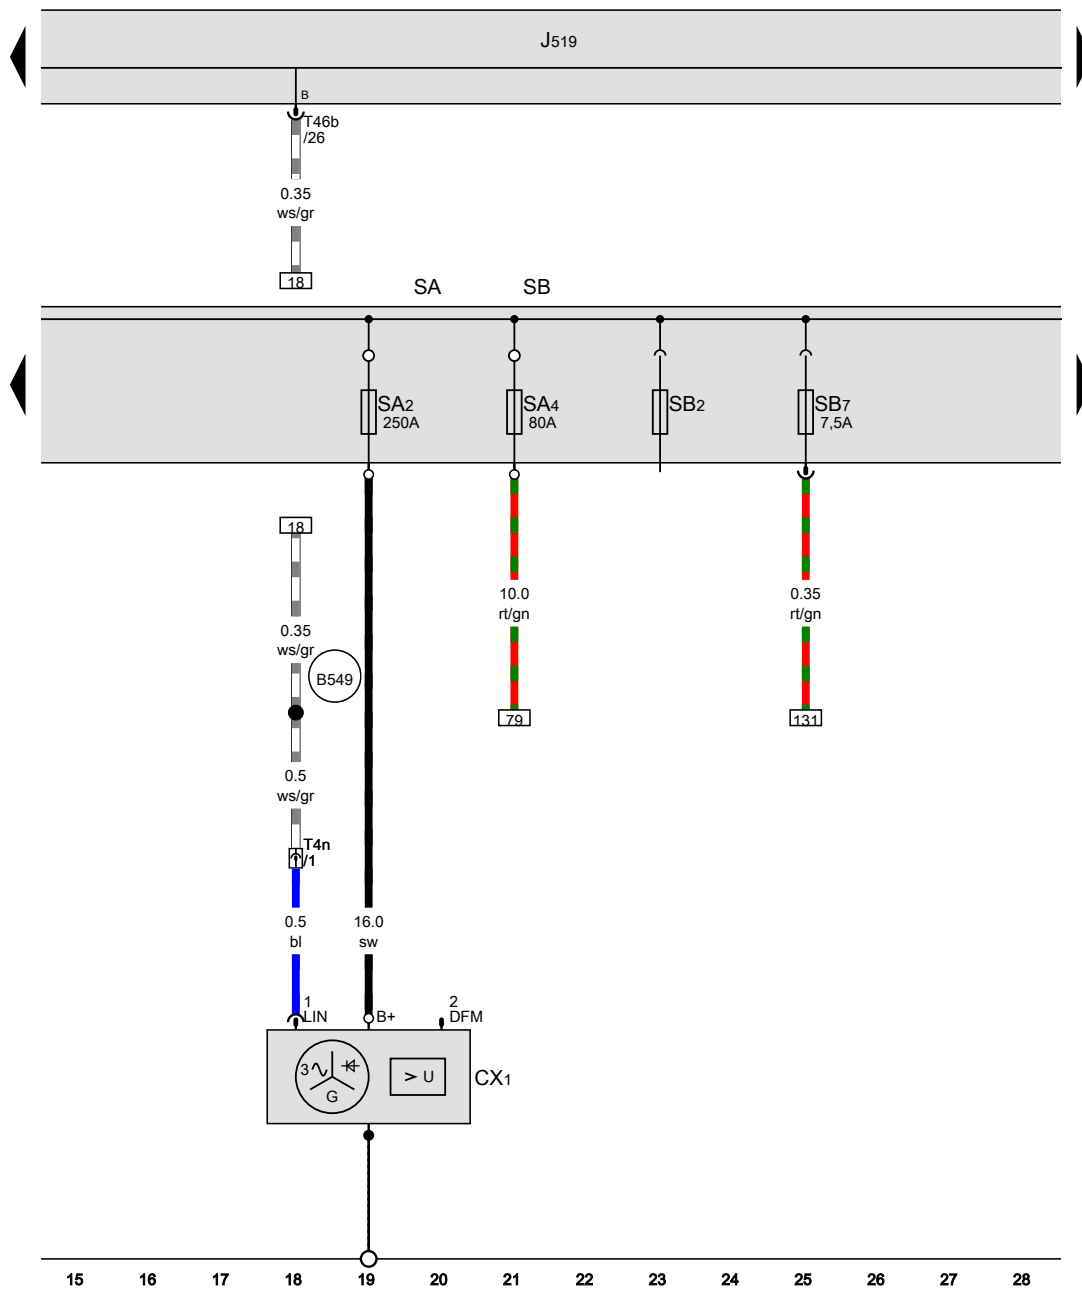 J519
B
T46b
/26
0.35
ws/gr
18
SA SB
SA2
250A
SA4
80A
SB2
SB7
7,5A
18
0.35
ws/gr
B549
10.0
rt/gn
0.35
rt/gn
79
131
0.5
ws/gr
T4n
/1
0.5
bl
16.0
sw
1
LIN
B+
2
DFM
3
G
> U
CX1
15 16 17 18 19 20 21 22 23 24 25 26 27 28